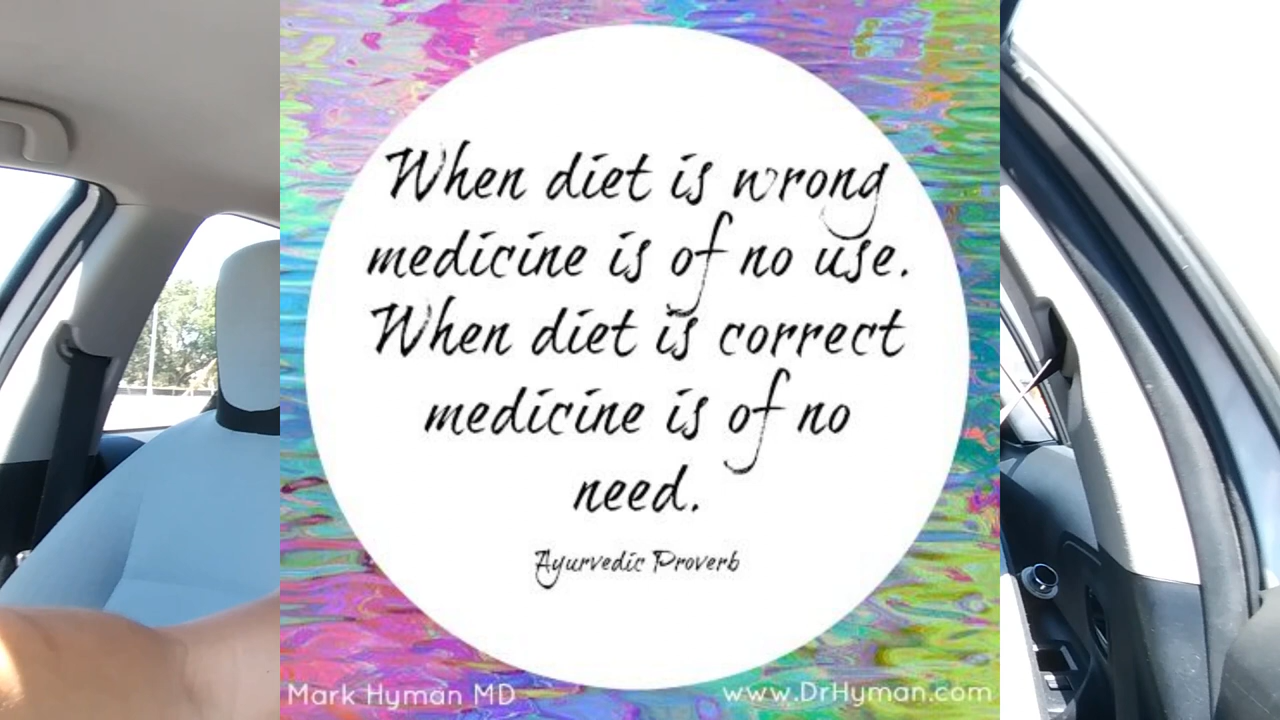 When diet is wrong
medicine is of no use.
When diet is correct
medicine is of no
need.
Ayurvedic Proverb
Mark Hyman MD
www.DrHyman.com